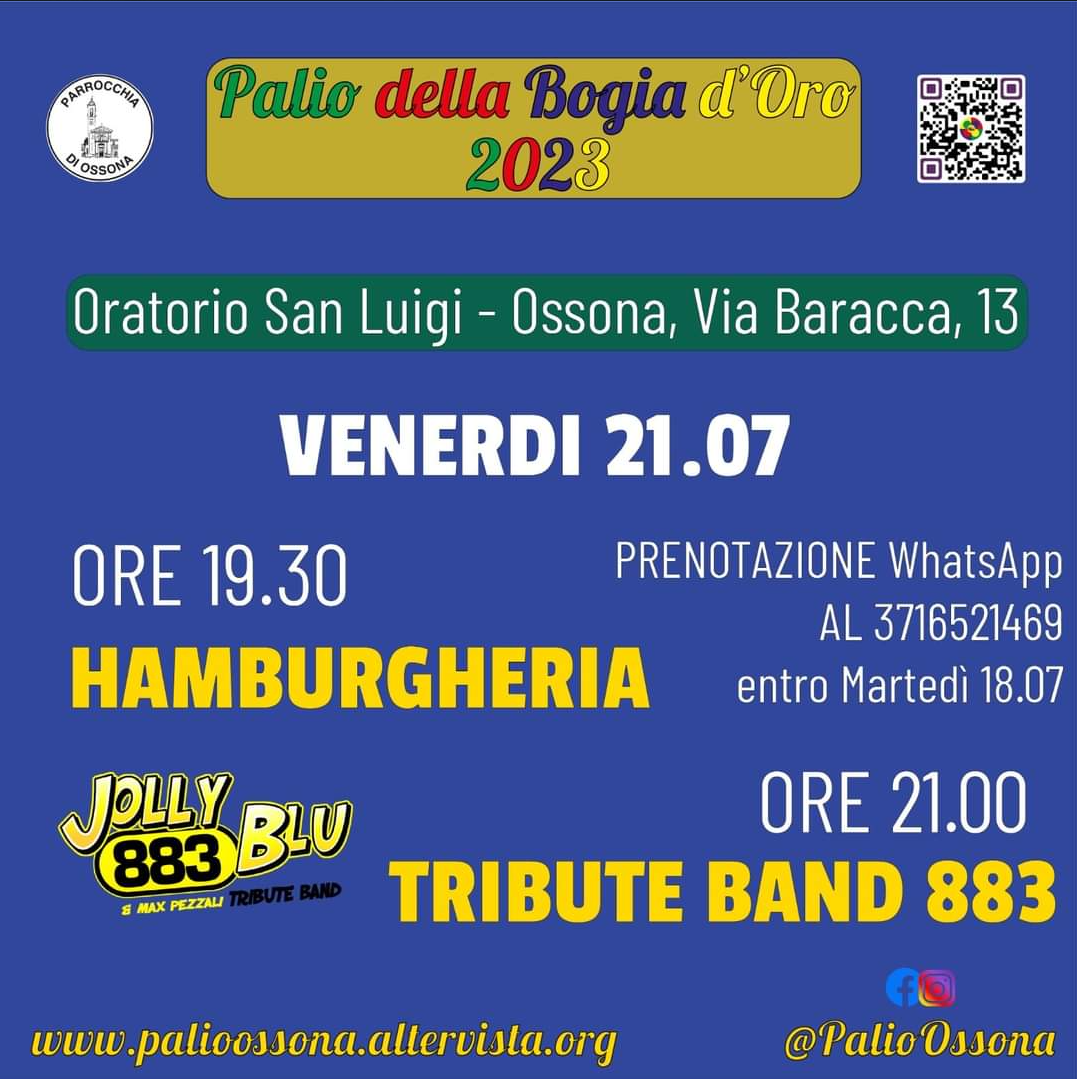 PARROCCHIA
DI OSSONA
Palio della Bogia d'Oro
2023
Oratorio San Luigi - Ossona, Via Baracca, 13
VENERDI 21.07
ORE 19.30
HAMBURGHERIA
PRENOTAZIONE WhatsApp
AL 3716521469
entro Martedì 18.07
JOLLY BLU
883
& MAX PEZZALI TRIBUTE BAND
ORE 21.00
TRIBUTE BAND 883
www.palioossona.altervista.org
@PalioOssona